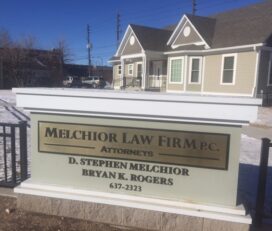 MELCHIOR LAW FIRM P.C.
ATTORNEYS
D. STEPHEN MELCHIOR
BRYAN K. ROGERS
637-2323